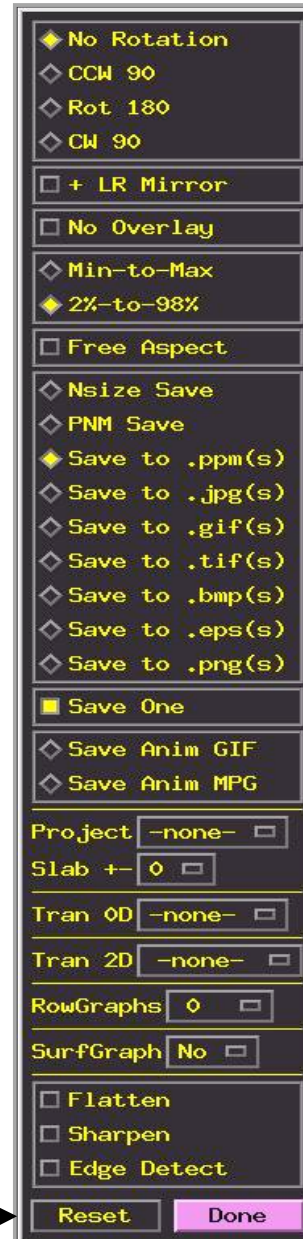 No Rotation
CCW 90
Rot 180
CW 90
+ LR Mirror
No Overlay
Min-to-Max
2%-to-98%
Free Aspect
Nsize Save
PNM Save
Save to .ppm(s)
Save to .jpg(s)
Save to .gif(s)
Save to .tif(s)
Save to .bmp(s)
Save to .eps(s)
Save to .png(s)
Save One
Save Anim GIF
Save Anim MPG
Project -none-
Slab +- 0
Tran 0D -none-
Tran 2D -none-
RowGraphs 0
SurfGraph No
Flatten
Sharpen
Edge Detect
Reset Done